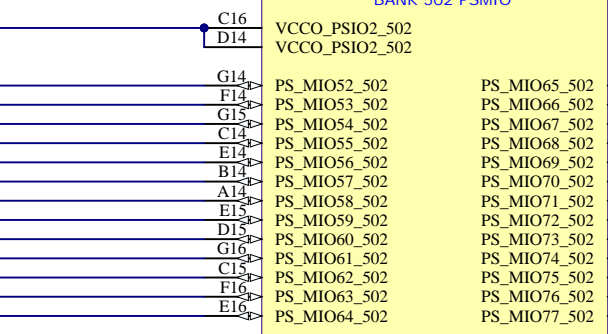 BANK 502 PSMIO
C16 VCCO_PSIO2_502
D14 VCCO_PSIO2_502
G14 PS_MIO52_502 PS_MIO65_502
F14 PS_MIO53_502 PS_MIO66_502
G15 PS_MIO54_502 PS_MIO67_502
C14 PS_MIO55_502 PS_MIO68_502
E14 PS_MIO56_502 PS_MIO69_502
B14 PS_MIO57_502 PS_MIO70_502
A14 PS_MIO58_502 PS_MIO71_502
E15 PS_MIO59_502 PS_MIO72_502
D15 PS_MIO60_502 PS_MIO73_502
G16 PS_MIO61_502 PS_MIO74_502
C15 PS_MIO62_502 PS_MIO75_502
F16 PS_MIO63_502 PS_MIO76_502
E16 PS_MIO64_502 PS_MIO77_502